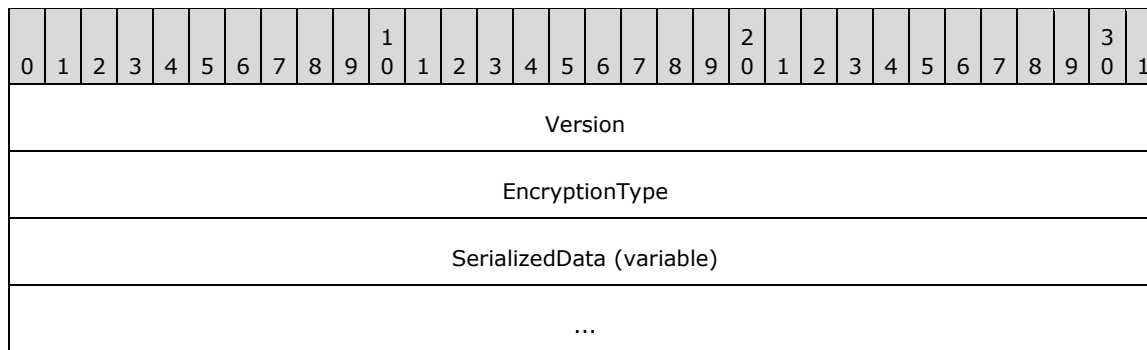 1 2 3
0 1 2 3 4 5 6 7 8 9 0 1 2 3 4 5 6 7 8 9 0 1 2 3 4 5 6 7 8 9 0 1
Version
EncryptionType
SerializedData (variable)
...